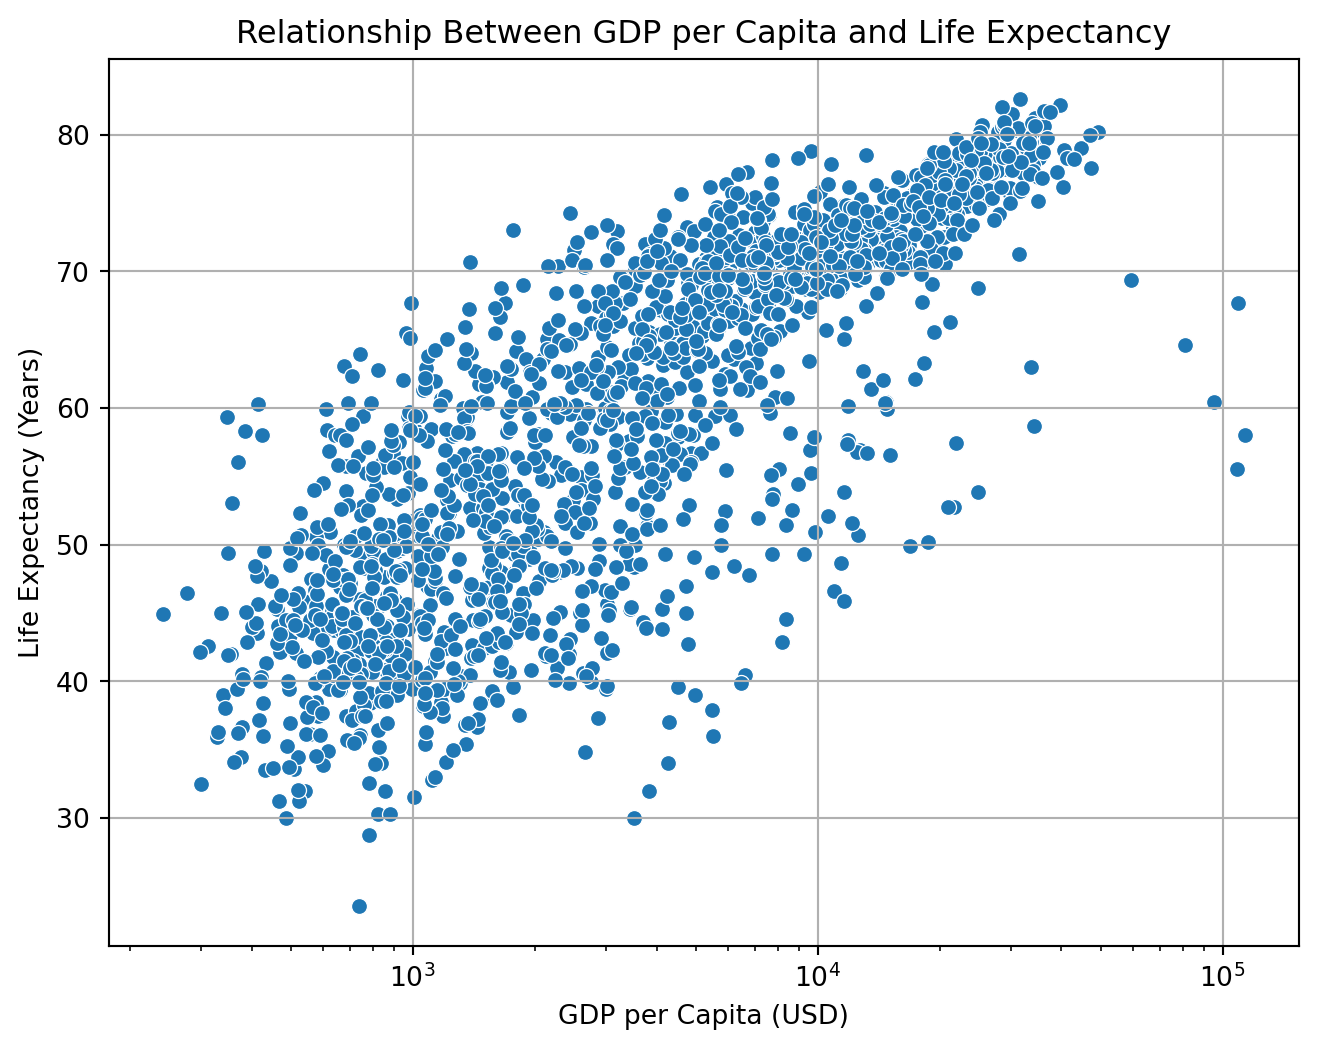 Relationship Between GDP per Capita and Life Expectancy
Life Expectancy (Years)
80
70
60
50
40
30
10³ 10⁴ 10⁵
GDP per Capita (USD)